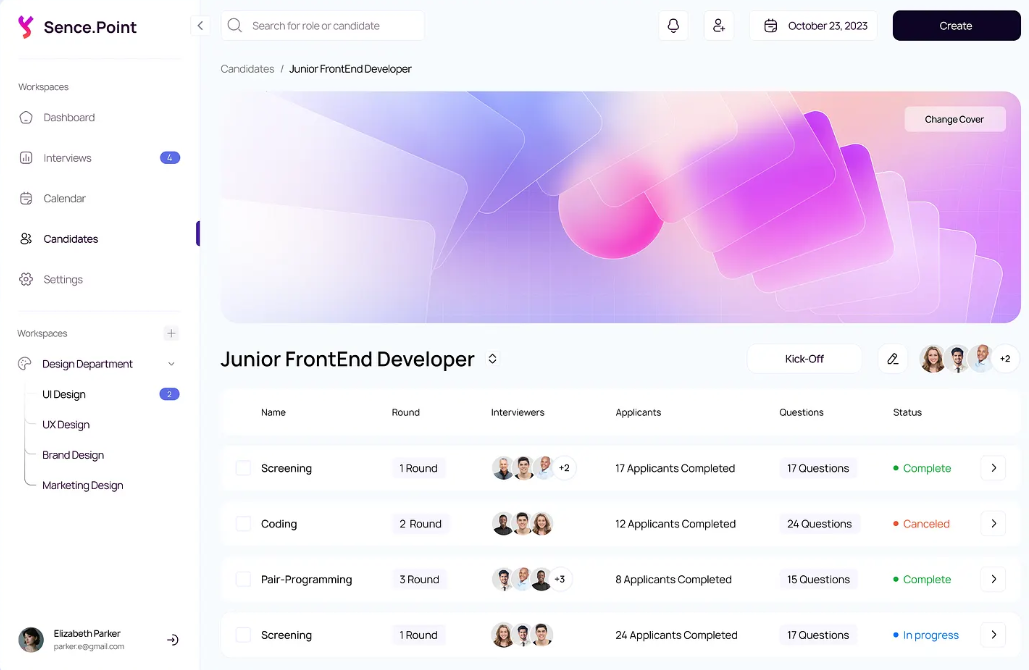 Sence.Point
Search for role or candidate
October 23, 2023
Create
Workspaces
Dashboard
Interviews 4
Calendar
Candidates
Settings
Workspaces
Design Department
UI Design 2
UX Design
Brand Design
Marketing Design
Elizabeth Parker
parker.e@gmail.com
Candidates / Junior FrontEnd Developer
Change Cover
Junior FrontEnd Developer
Kick-Off
+2
Name Round Interviewers Applicants Questions Status
Screening 1 Round +2 17 Applicants Completed 17 Questions Complete
Coding 2 Round 12 Applicants Completed 24 Questions Canceled
Pair-Programming 3 Round +3 8 Applicants Completed 15 Questions Complete
Screening 1 Round 24 Applicants Completed 17 Questions In progress